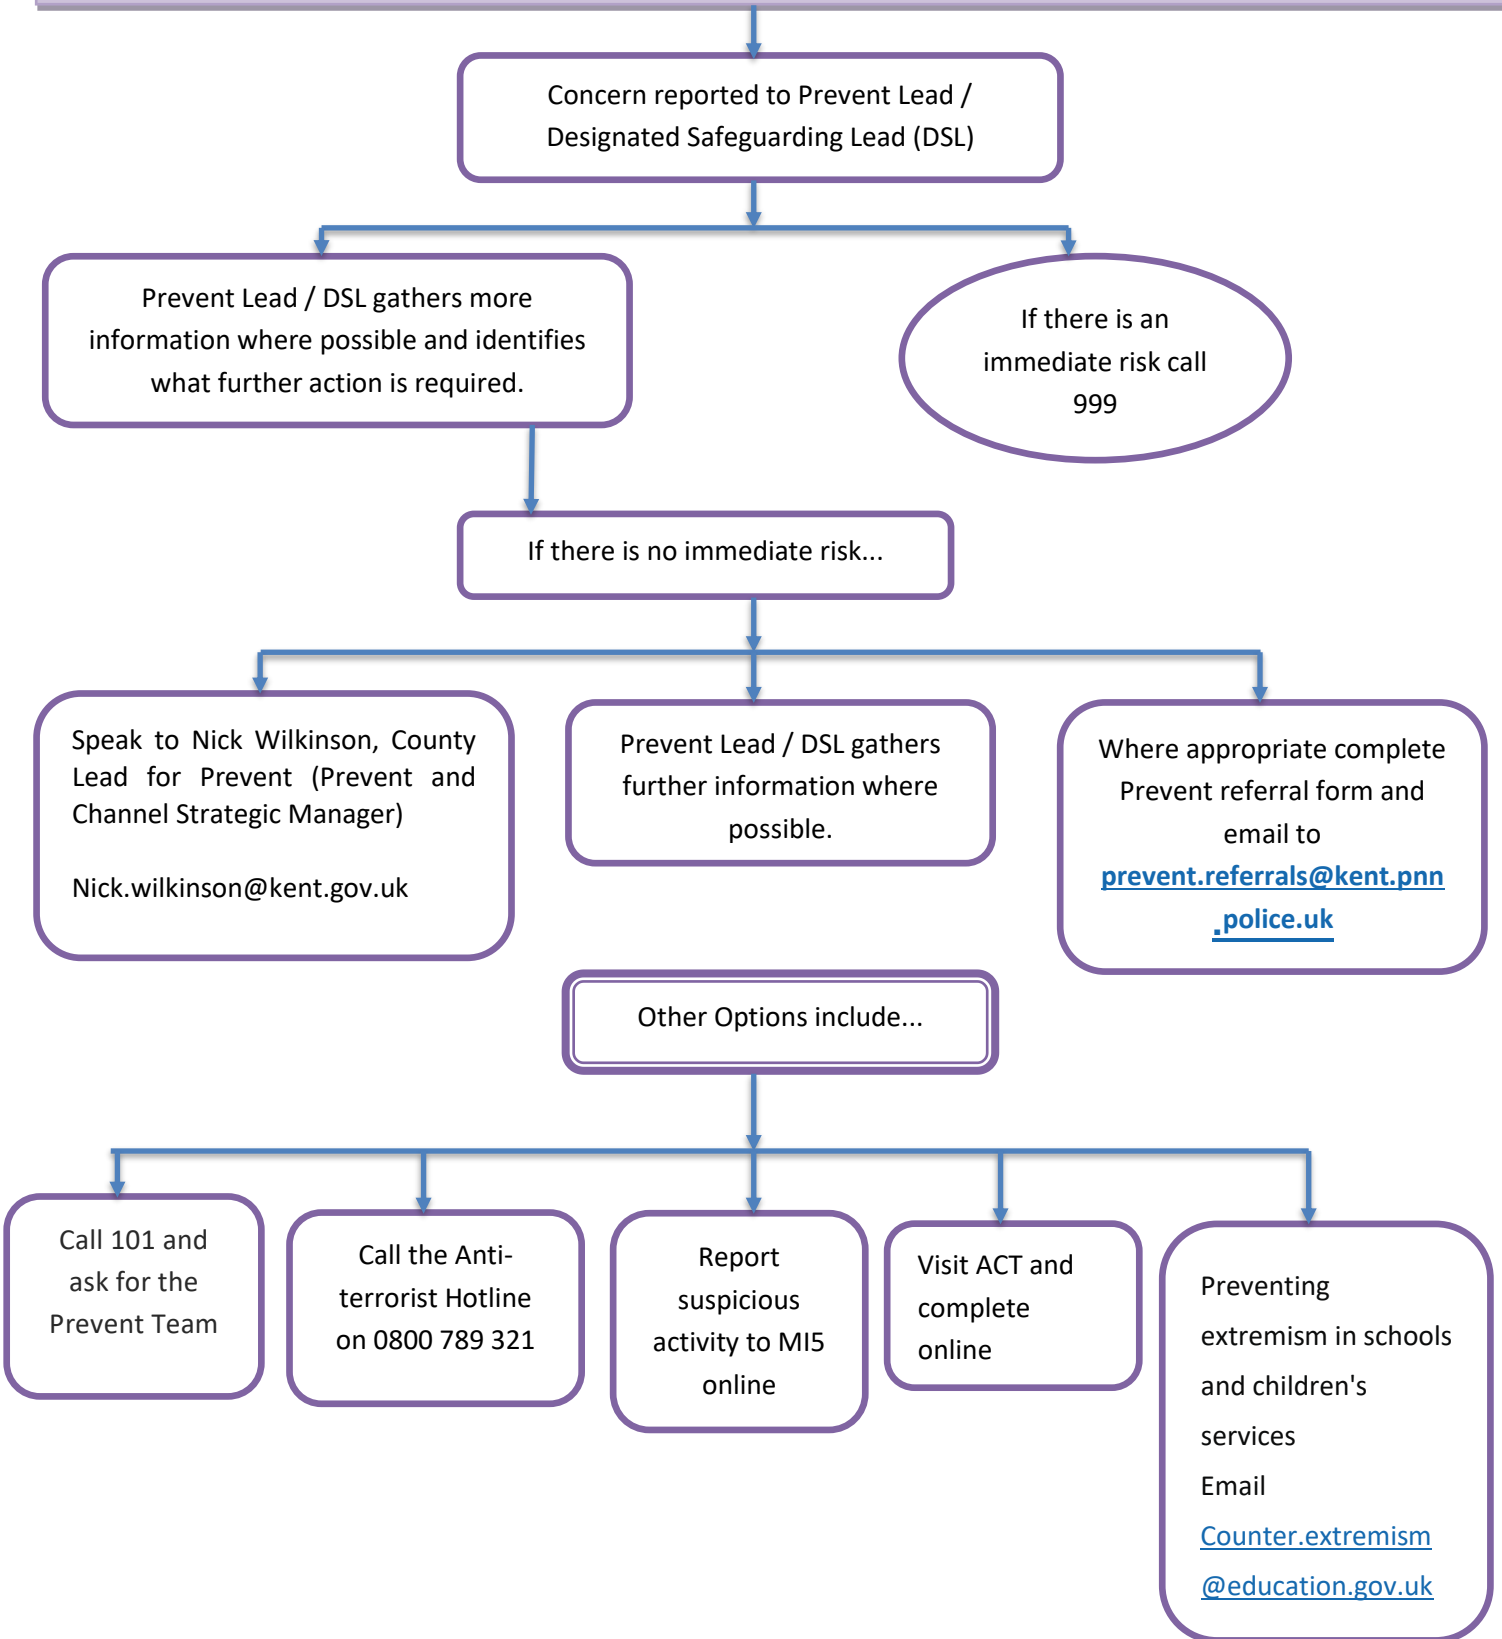 Concern reported to Prevent Lead /
Designated Safeguarding Lead (DSL)
Prevent Lead / DSL gathers more
information where possible and identifies
what further action is required.
If there is an
immediate risk call
999
If there is no immediate risk...
Speak to Nick Wilkinson, County
Lead for Prevent (Prevent and
Channel Strategic Manager)
Nick.wilkinson@kent.gov.uk
Prevent Lead / DSL gathers
further information where
possible.
Where appropriate complete
Prevent referral form and
email to
prevent.referrals@kent.pnn
.police.uk
Other Options include...
Call 101 and
ask for the
Prevent Team
Call the Anti-
terrorist Hotline
on 0800 789 321
Report
suspicious
activity to MI5
online
Visit ACT and
complete
online
Preventing
extremism in schools
and children's
services
Email
Counter.extremism
@education.gov.uk